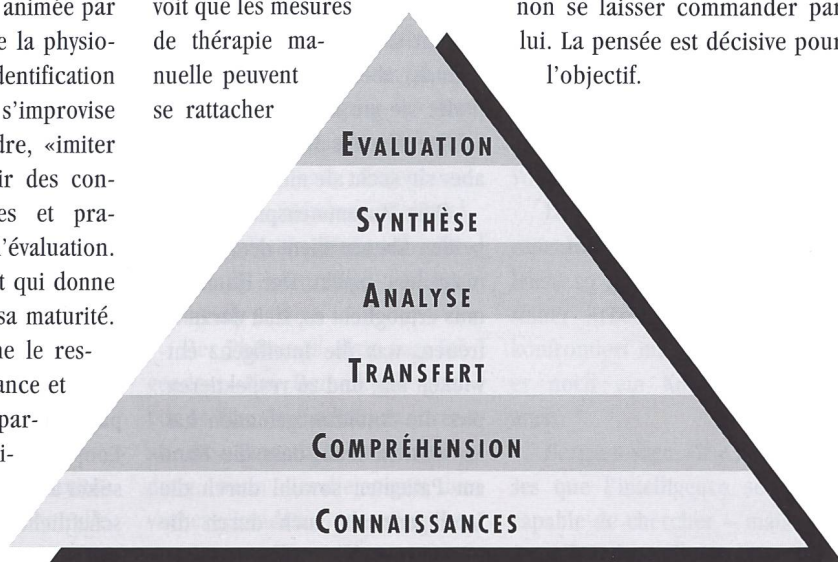 animée par
e la physio-
dentification
s'improvise
dre, «imiter
ir des con-
es et pra-
'évaluation.
t qui donne
sa maturité.
ne le res-
ance et
par-
i-
voit que les mesures
de thérapie ma-
nuelle peuvent
se rattacher
non se laisser commander par
lui. La pensée est décisive pour
l'objectif.
EVALUATION
SYNTHÈSE
ANALYSE
TRANSFERT
COMPRÉHENSION
CONNAISSANCES